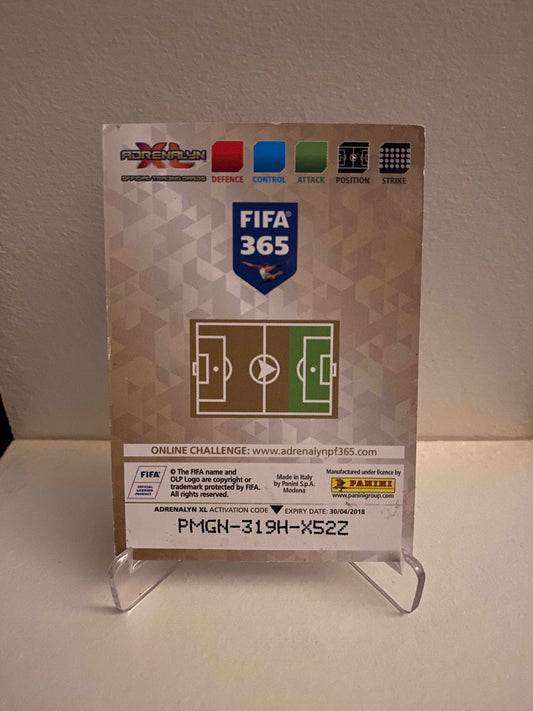 ADRENALYN
XL
OFFICIAL TRADING CARDS
DEFENCE CONTROL ATTACK POSITION STRIKE
FIFA®
365
ONLINE CHALLENGE: www.adrenalynpf365.com
FIFA®
OFFICIAL
LICENSED
PRODUCT
© The FIFA name and
OLP Logo are copyright or
trademark protected by FIFA.
All rights reserved.
Made in Italy
by Panini S.p.A.
Modena
Manufactured under licence by
PANINI
www.paninigroup.com
ADRENALYN XL ACTIVATION CODE EXPIRY DATE: 30/04/2018
PMGN-319H-X52Z